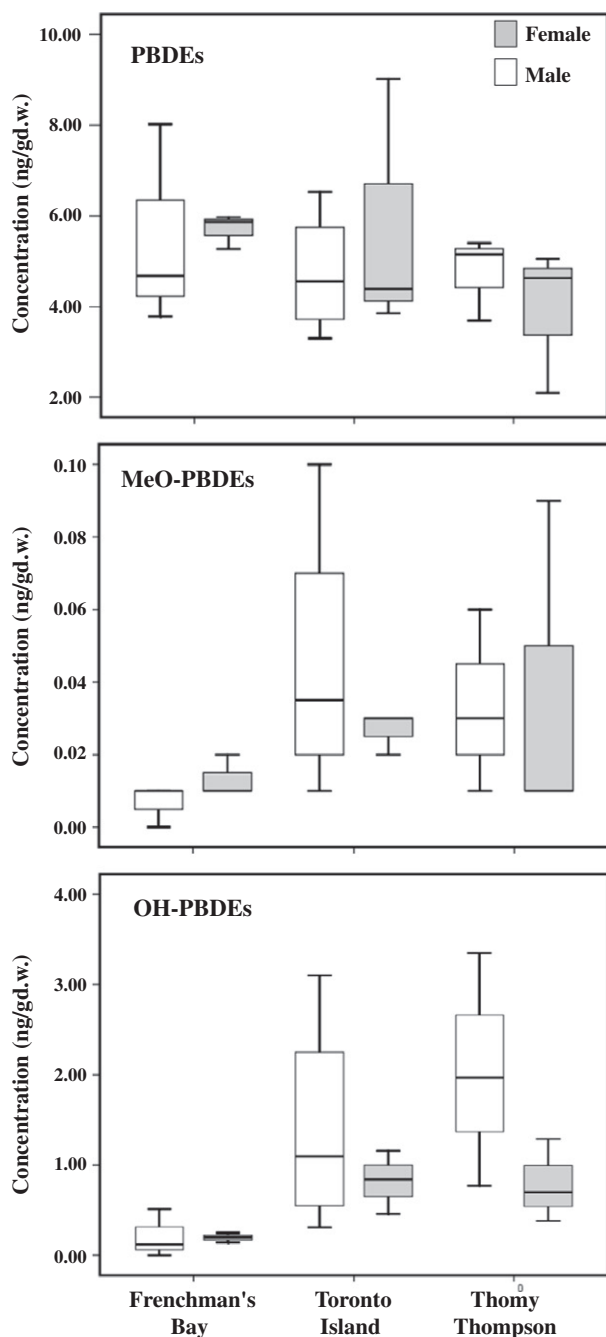 10.00
PBDEs
Female
Male
8.00
6.00
4.00
2.00
Concentration (ng/gd.w.)
0.10
MeO-PBDEs
0.08
0.06
0.04
0.02
0.00
Concentration (ng/gd.w.)
4.00
OH-PBDEs
3.00
2.00
1.00
0.00
Concentration (ng/gd.w.)
Frenchman's
Bay
Toronto
Island
Thomy
Thompson